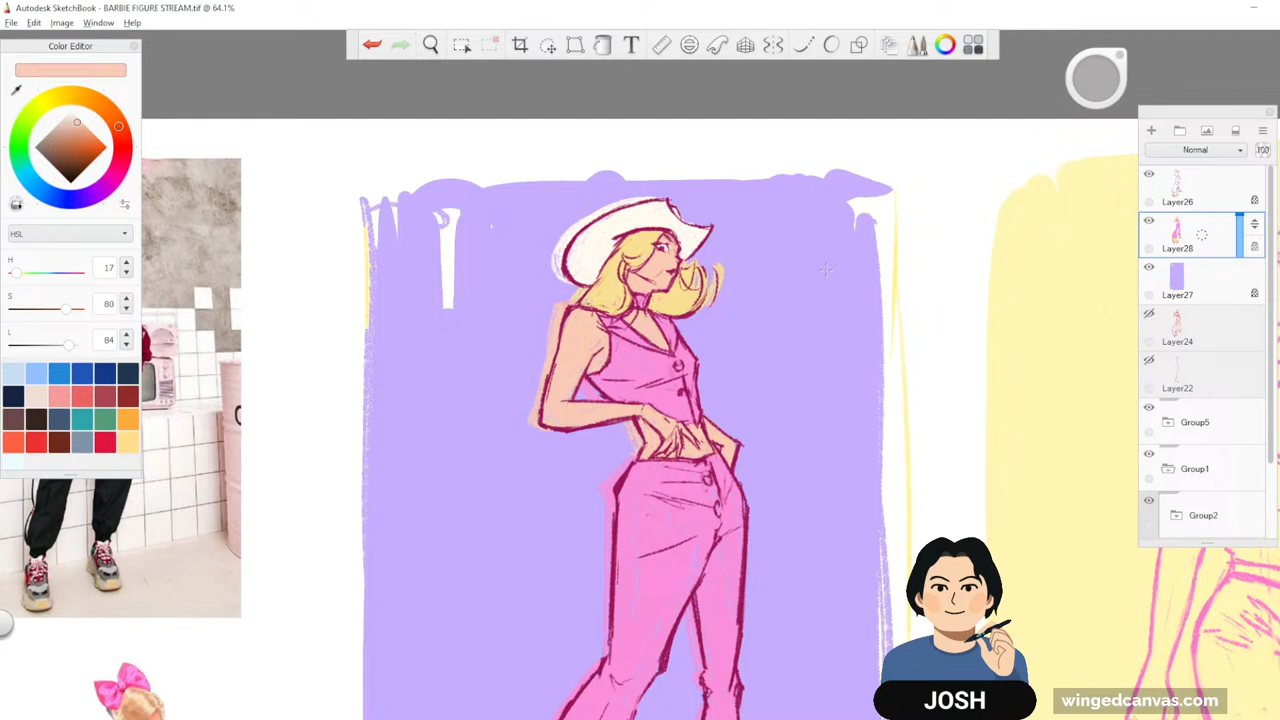 Autodesk SketchBook - BARBIE FIGURE STREAM.tif @ 64.1%
File Edit Image Window Help
Color Editor
T
HSL
H 17
S 80
L 84
Normal 100
Layer26
Layer28
Layer27
Layer24
Layer22
Group5
Group1
Group2
JOSH
wingedcanvas.com